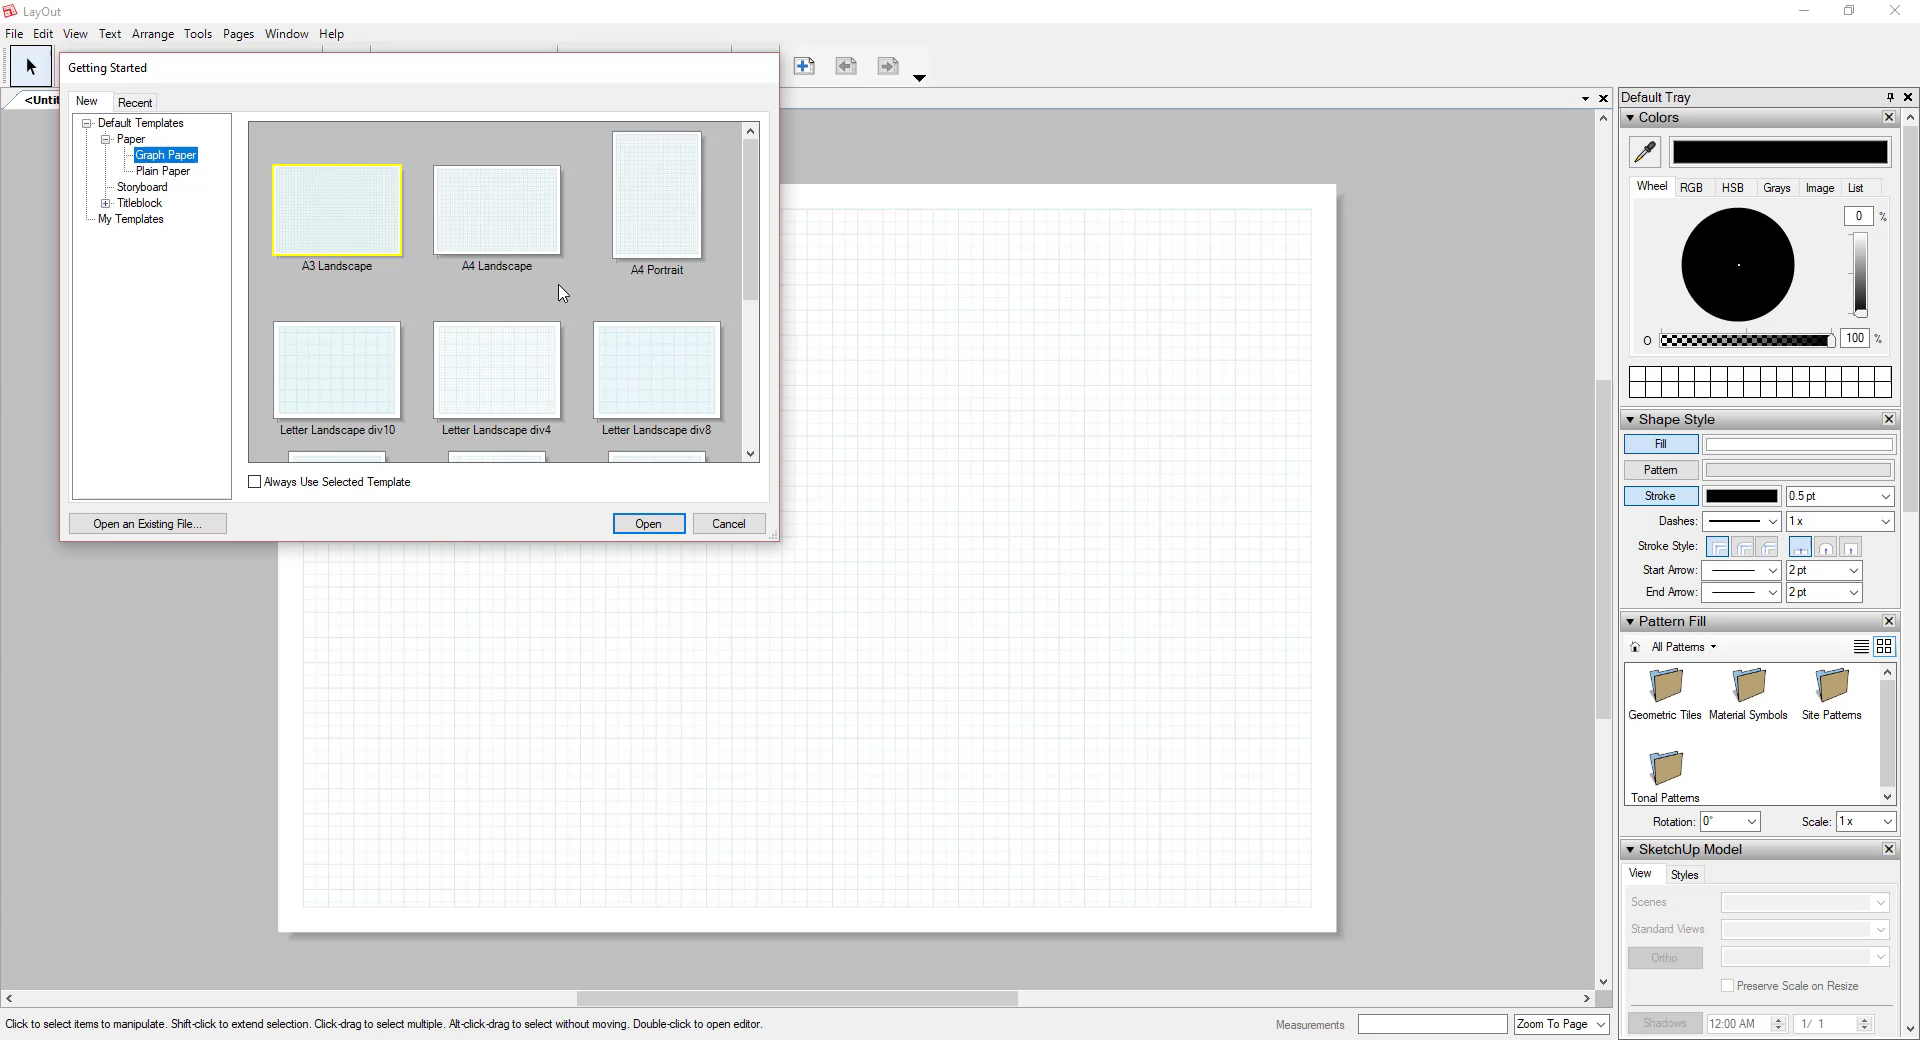 LayOut
File Edit View Text Arrange Tools Pages Window Help
Getting Started
<Untit
New Recent
Default Templates
Paper
Graph Paper
Plain Paper
Storyboard
Titleblock
My Templates
A3 Landscape A4 Landscape A4 Portrait
Letter Landscape div10 Letter Landscape div4 Letter Landscape div8
Always Use Selected Template
Open an Existing File... Open Cancel
Default Tray
Colors
Wheel RGB HSB Grays Image List
0 %
O 100 %
Shape Style
Fill
Pattern
Stroke 0.5 pt
Dashes: 1 x
Stroke Style:
Start Arrow: 2 pt
End Arrow: 2 pt
Pattern Fill
All Patterns
Geometric Tiles Material Symbols Site Patterns
Tonal Patterns
Rotation: 0° Scale: 1 x
SketchUp Model
View Styles
Scenes
Standard Views
Ortho
Preserve Scale on Resize
Shadows 12:00 AM 1/ 1
Click to select items to manipulate. Shift-click to extend selection. Click-drag to select multiple. Alt-click-drag to select without moving. Double-click to open editor.
Measurements Zoom To Page